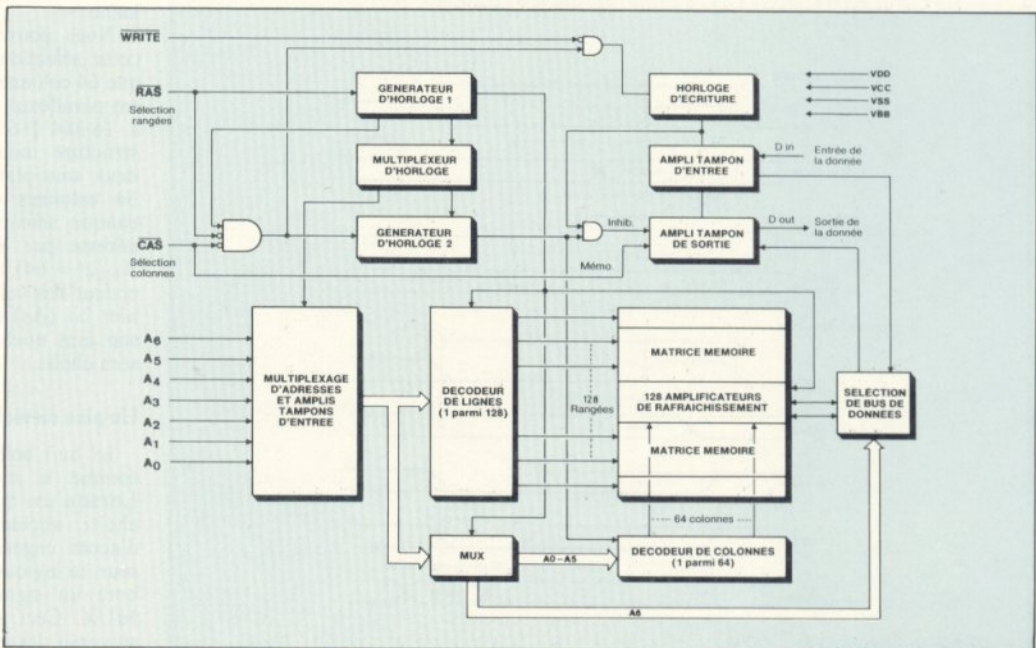 WRITE
VDD
VCC
VSS
VBB
RAS
Sélection
rangées
GENERATEUR
D'HORLOGE 1
HORLOGE
D'ECRITURE
MULTIPLEXEUR
D'HORLOGE
AMPLI TAMPON
D'ENTREE
D in
Entrée de
la donnée
CAS
Sélection
colonnes
GENERATEUR
D'HORLOGE 2
Inhib.
Mémo.
AMPLI TAMPON
DE SORTIE
D out
Sortie de
la donnée
A6
A5
A4
A3
A2
A1
A0
MULTIPLEXAGE
D'ADRESSES
ET AMPLIS
TAMPONS
D'ENTREE
DECODEUR
DE LIGNES
(1 parmi 128)
128
Rangées
MATRICE MEMOIRE
128 AMPLIFICATEURS
DE RAFRAICHISSEMENT
MATRICE MEMOIRE
SELECTION
DE BUS DE
DONNEES
64 colonnes
MUX
A0–A5
DECODEUR DE COLONNES
(1 parmi 64)
A6